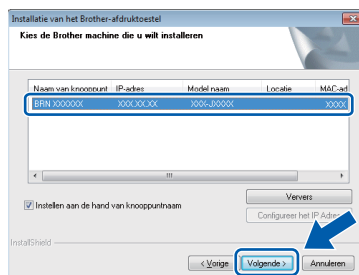 Installatie van het Brother-afdruktoestel
Kies de Brother machine die u wilt installeren
Naam van knooppunt IP-adres Model naam Locatie MAC-ad
BRN XXXXXX XXX.XX.XX XXX-JXXXX XXXX
Ververs
Instellen aan de hand van knooppuntnaam
Configureer het IP Adres
InstallShield
< Vorige Volgende > Annuleren